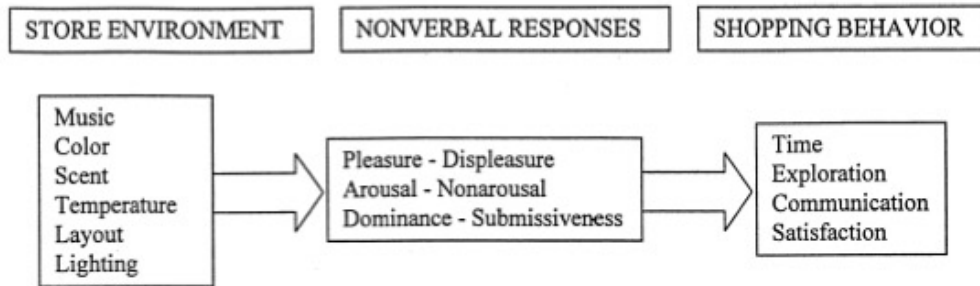 STORE ENVIRONMENT
NONVERBAL RESPONSES
SHOPPING BEHAVIOR
Music
Color
Scent
Temperature
Layout
Lighting
Pleasure - Displeasure
Arousal - Nonarousal
Dominance - Submissiveness
Time
Exploration
Communication
Satisfaction